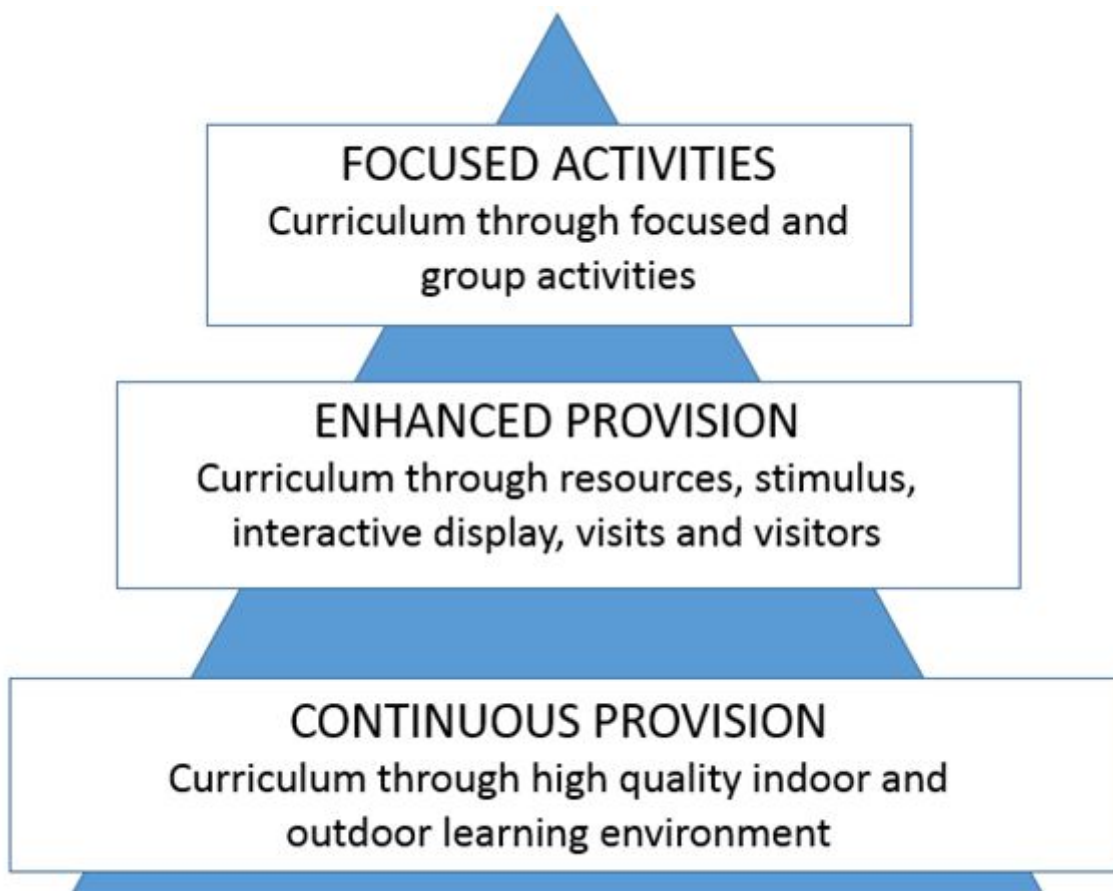 FOCUSED ACTIVITIES
Curriculum through focused and
group activities
ENHANCED PROVISION
Curriculum through resources, stimulus,
interactive display, visits and visitors
CONTINUOUS PROVISION
Curriculum through high quality indoor and
outdoor learning environment